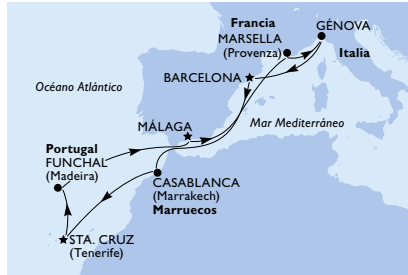 Francia
MARSELLA
(Provenza)
GÉNOVA
Italia
BARCELONA
Océano Atlántico
Mar Mediterráneo
MÁLAGA
Portugal
FUNCHAL
(Madeira)
CASABLANCA
(Marrakech)
Marruecos
STA. CRUZ
(Tenerife)